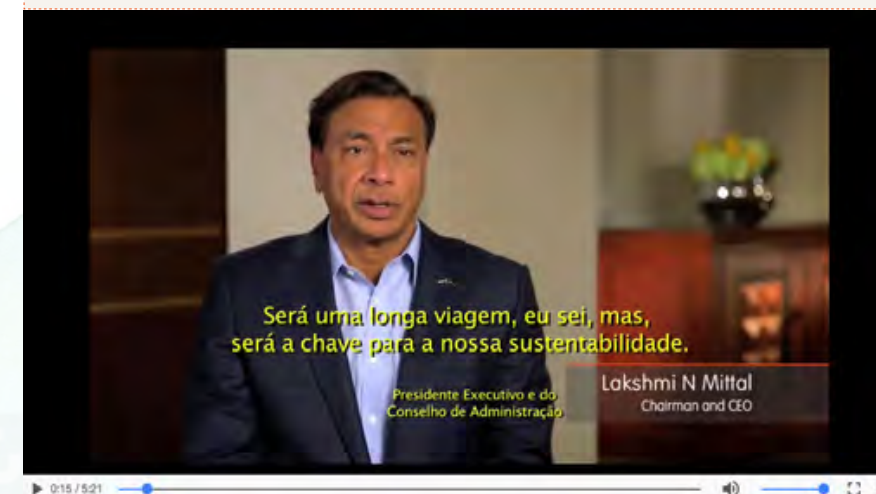 Será uma longa viagem, eu sei, mas,
será a chave para a nossa sustentabilidade.
Presidente Executivo e do
Conselho de Administração
Lakshmi N Mittal
Chairman and CEO
0:15 / 5:21